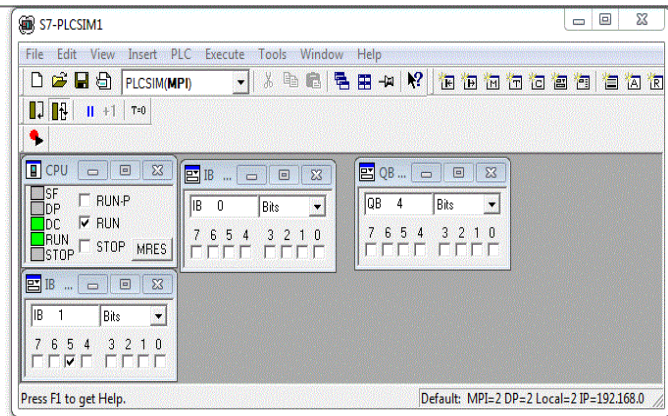 S7-PLCSIM1
File Edit View Insert PLC Execute Tools Window Help
PLCSIM(MPI)
+1 T=0
CPU
SF
DP
DC
RUN
STOP
RUN-P
RUN
STOP MRES
IB ...
IB 0 Bits
7 6 5 4 3 2 1 0
QB ...
QB 4 Bits
7 6 5 4 3 2 1 0
IB ...
IB 1 Bits
7 6 5 4 3 2 1 0
Press F1 to get Help.
Default: MPI=2 DP=2 Local=2 IP=192.168.0